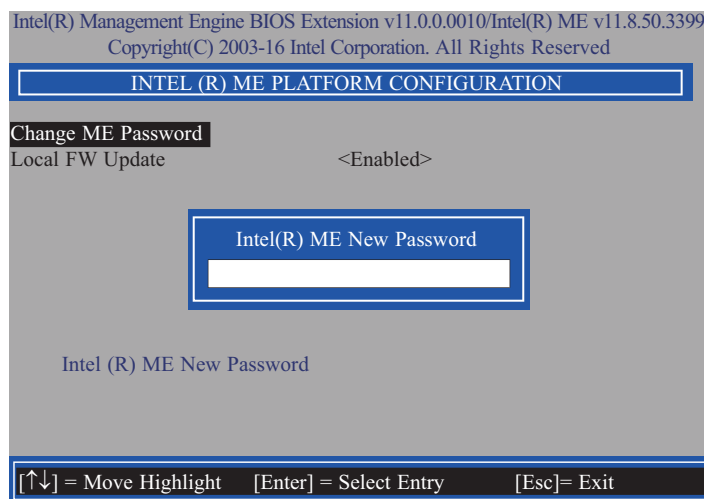 Intel(R) Management Engine BIOS Extension v11.0.0.0010/Intel(R) ME v11.8.50.3399
Copyright(C) 2003-16 Intel Corporation. All Rights Reserved
INTEL (R) ME PLATFORM CONFIGURATION
Change ME Password
Local FW Update <Enabled>
Intel(R) ME New Password
Intel (R) ME New Password
[↑↓] = Move Highlight [Enter] = Select Entry [Esc]= Exit